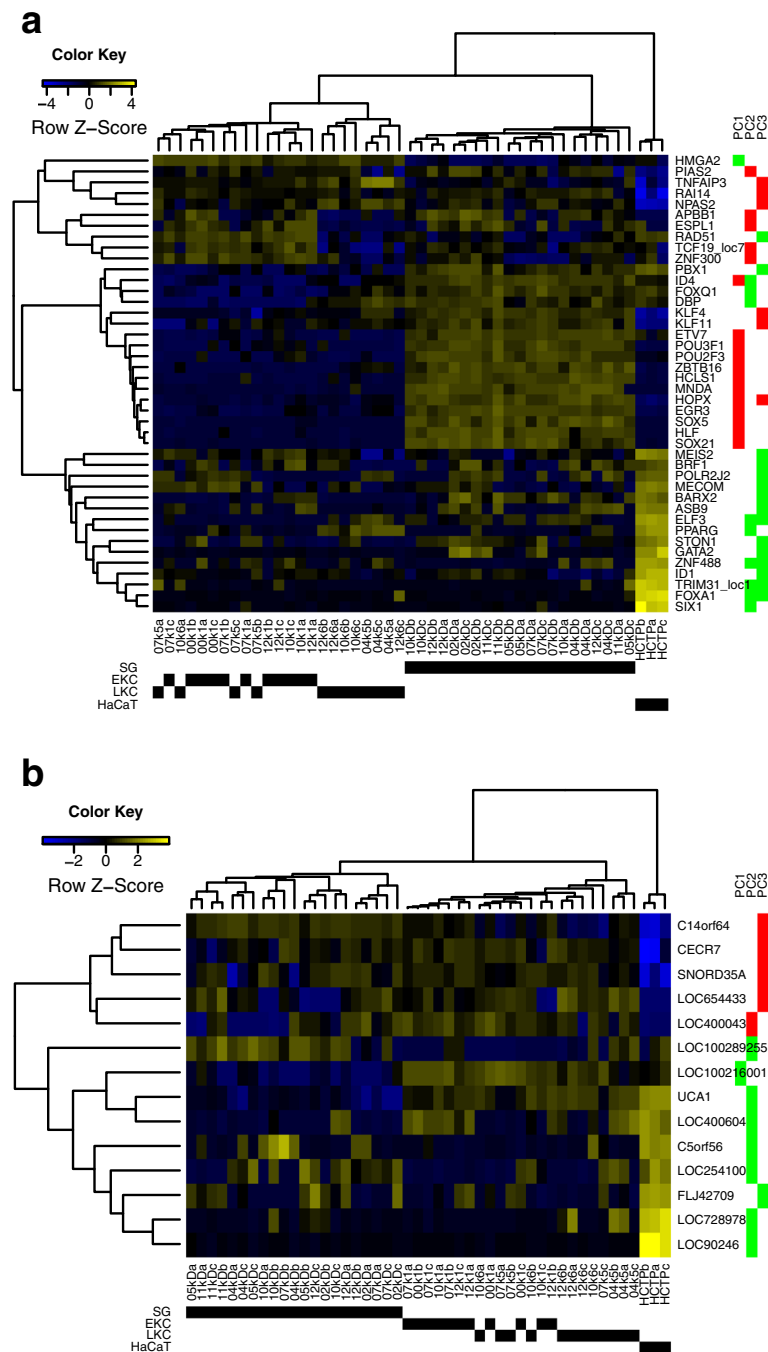 a
Color Key
−4 0 4
Row Z−Score
PC1
PC2
PC3
HMGA2
PIAS2
TNFAIP3
RAI14
NPAS2
APBB1
ESPL1
RAD51
TCF19_loc7
ZNF300
PBX1
ID4
FOXQ1
DBP
KLF4
KLF11
ETV7
POU3F1
POU2F3
ZBTB16
HCLS1
MNDA
HOPX
EGR3
SOX5
HLF
SOX21
MEIS2
BRF1
POLR2J2
MECOM
BARX2
ASB9
ELF3
PPARG
STON1
GATA2
ZNF488
ID1
TRIM31_loc1
FOXA1
SIX1
07k5a
07k1c
10k6a
00k1b
00k1a
00k1c
07k1b
07k5c
07k1a
07k5b
12k1b
12k1c
10k1c
10k1a
12k1a
12k6b
12k6a
10k6b
10k6c
04k5b
04k5c
04k5a
12k6c
10kDb
10kDc
12kDb
12kDa
02kDa
02kDc
02kDb
11kDb
11kDc
05kDb
05kDa
07kDa
07kDc
07kDb
10kDa
04kDb
04kDa
12kDc
04kDc
11kDa
05kDc
HCTPb
HCTPa
HCTPc
SG
EKC
LKC
HaCaT
b
Color Key
−2 0 2
Row Z−Score
PC1
PC2
PC3
C14orf64
CECR7
SNORD35A
LOC654433
LOC400043
LOC100289255
LOC100216001
UCA1
LOC400604
C5orf56
LOC254100
FLJ42709
LOC728978
LOC90246
05kDa
11kDa
11kDc
11kDb
04kDa
04kDc
05kDc
10kDa
10kDb
07kDb
04kDb
05kDb
12kDc
02kDb
10kDc
12kDa
12kDb
02kDa
07kDa
07kDc
02kDc
07k1a
00k1b
07k1c
10k1a
07k1b
12k1c
12k1a
10k6a
00k1a
07k5a
07k5b
00k1c
10k6b
10k1c
12k1b
12k6b
12k6a
12k6c
10k6c
07k5c
04k5b
04k5a
04k5c
HCTPb
HCTPa
HCTPc
SG
EKC
LKC
HaCaT